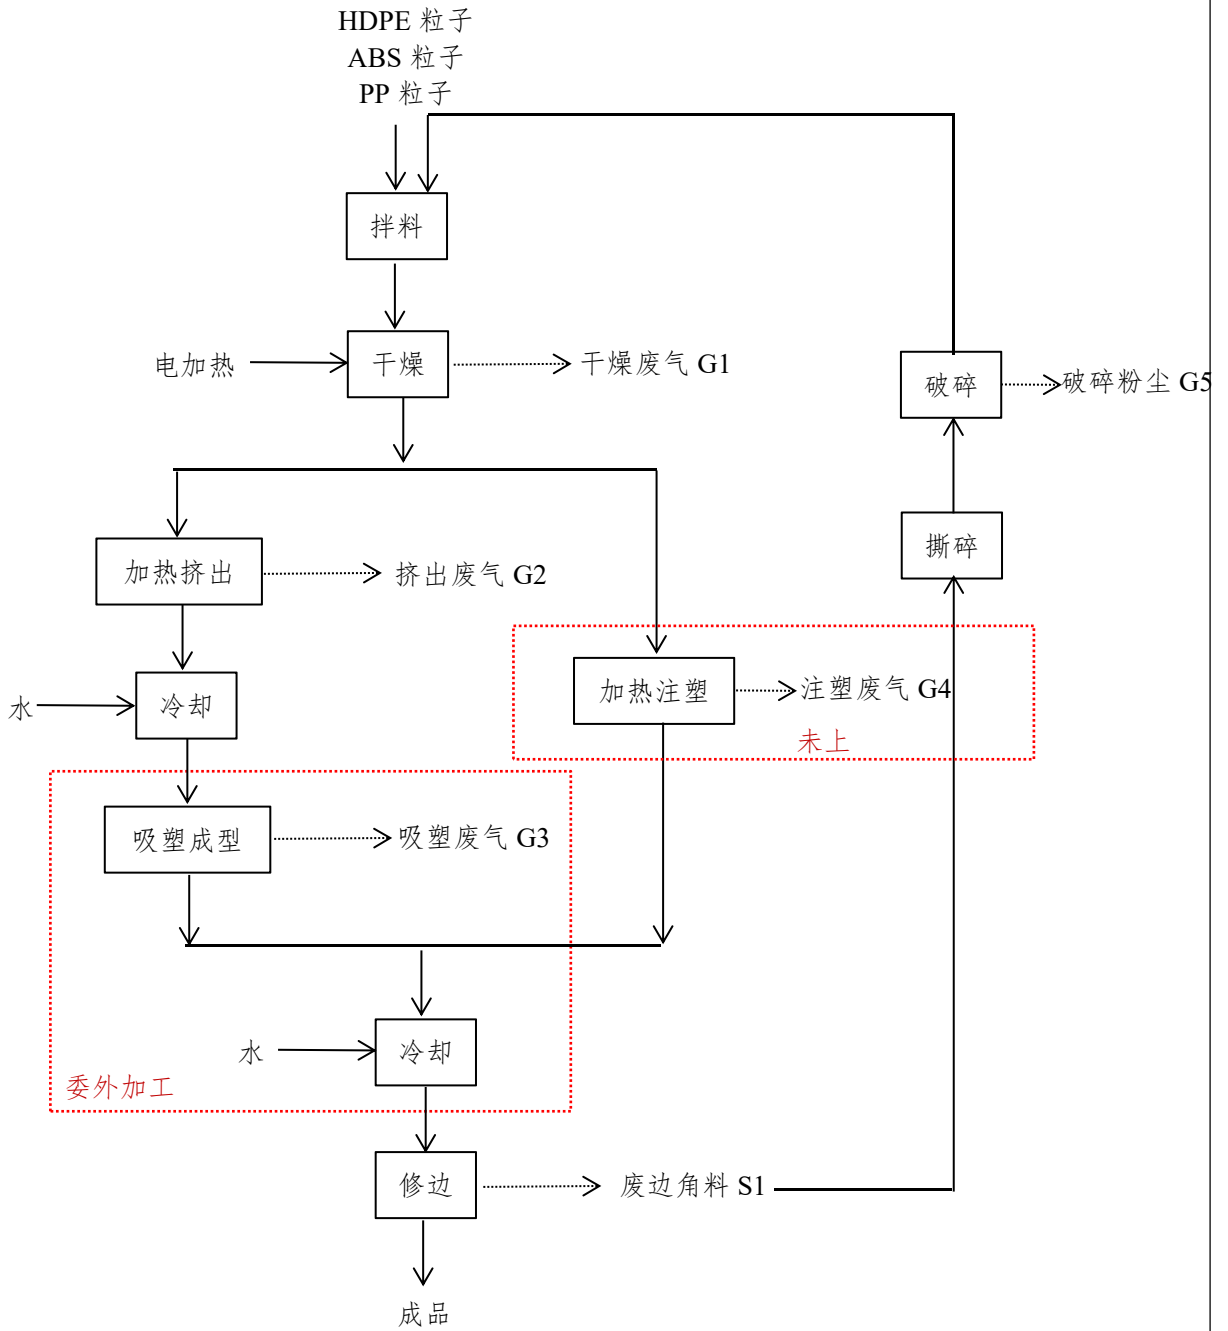 HDPE 粒子
ABS 粒子
PP 粒子
拌料
电加热
干燥
干燥废气 G1
破碎
破碎粉尘 G5
撕碎
加热挤出
挤出废气 G2
水
冷却
加热注塑
注塑废气 G4
未上
吸塑成型
吸塑废气 G3
水
冷却
委外加工
修边
废边角料 S1
成品